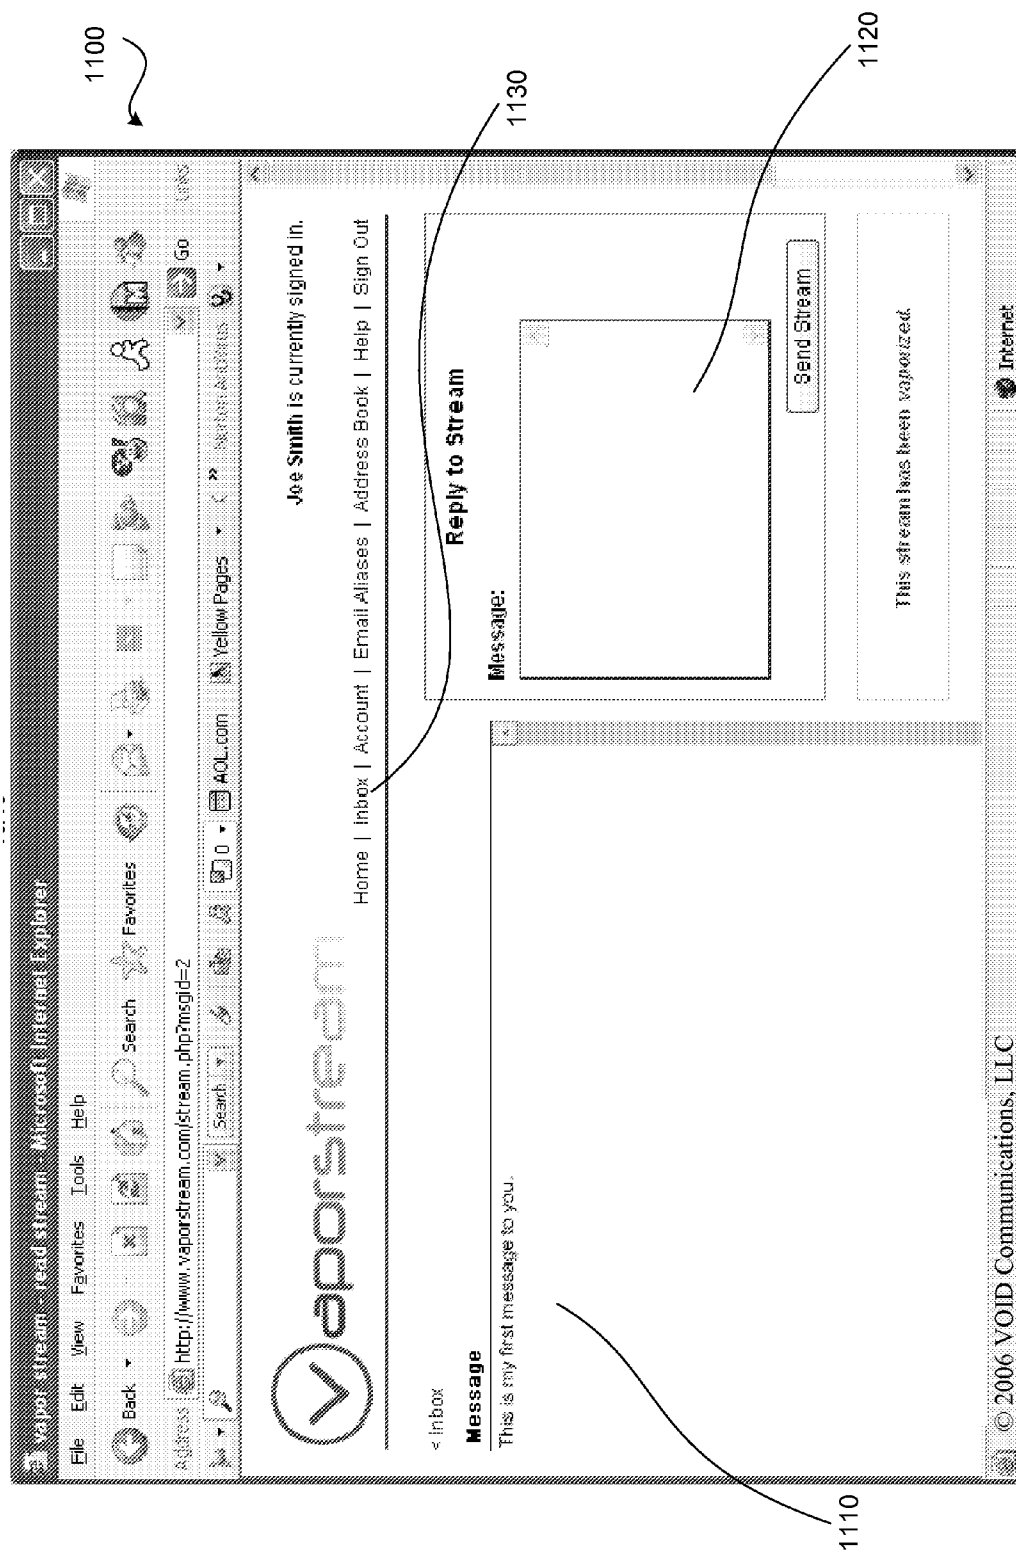 1100
vapor stream - read stream - Microsoft Internet Explorer
File Edit View Favorites Tools Help
Back Search Favorites
Address http://www.vaporstream.com/stream.php?msgid=2 Go Links
Search 0 AOL.com Yellow Pages » Norton AntiVirus
Vaporstream
Joe Smith is currently signed in.
Home | Inbox | Account | Email Aliases | Address Book | Help | Sign Out
1130
< Inbox
Message
This is my first message to you.
1110
Reply to Stream
Message:
1120
Send Stream
This stream has been vaporized.
© 2006 VOID Communications, LLC
Internet